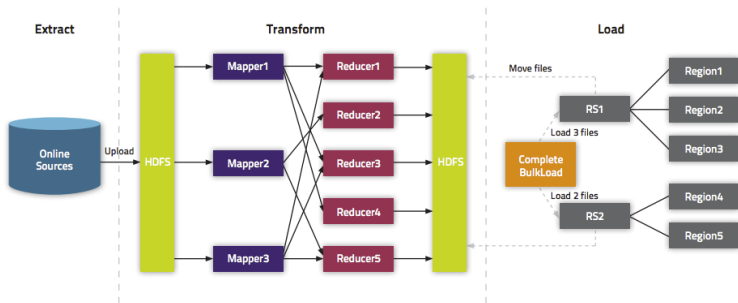 Extract
Transform
Load
Online
Sources
Upload
HDFS
Mapper1
Mapper2
Mapper3
Reducer1
Reducer2
Reducer3
Reducer4
Reducer5
HDFS
Move files
RS1
Load 3 files
Complete
BulkLoad
Load 2 files
RS2
Region1
Region2
Region3
Region4
Region5